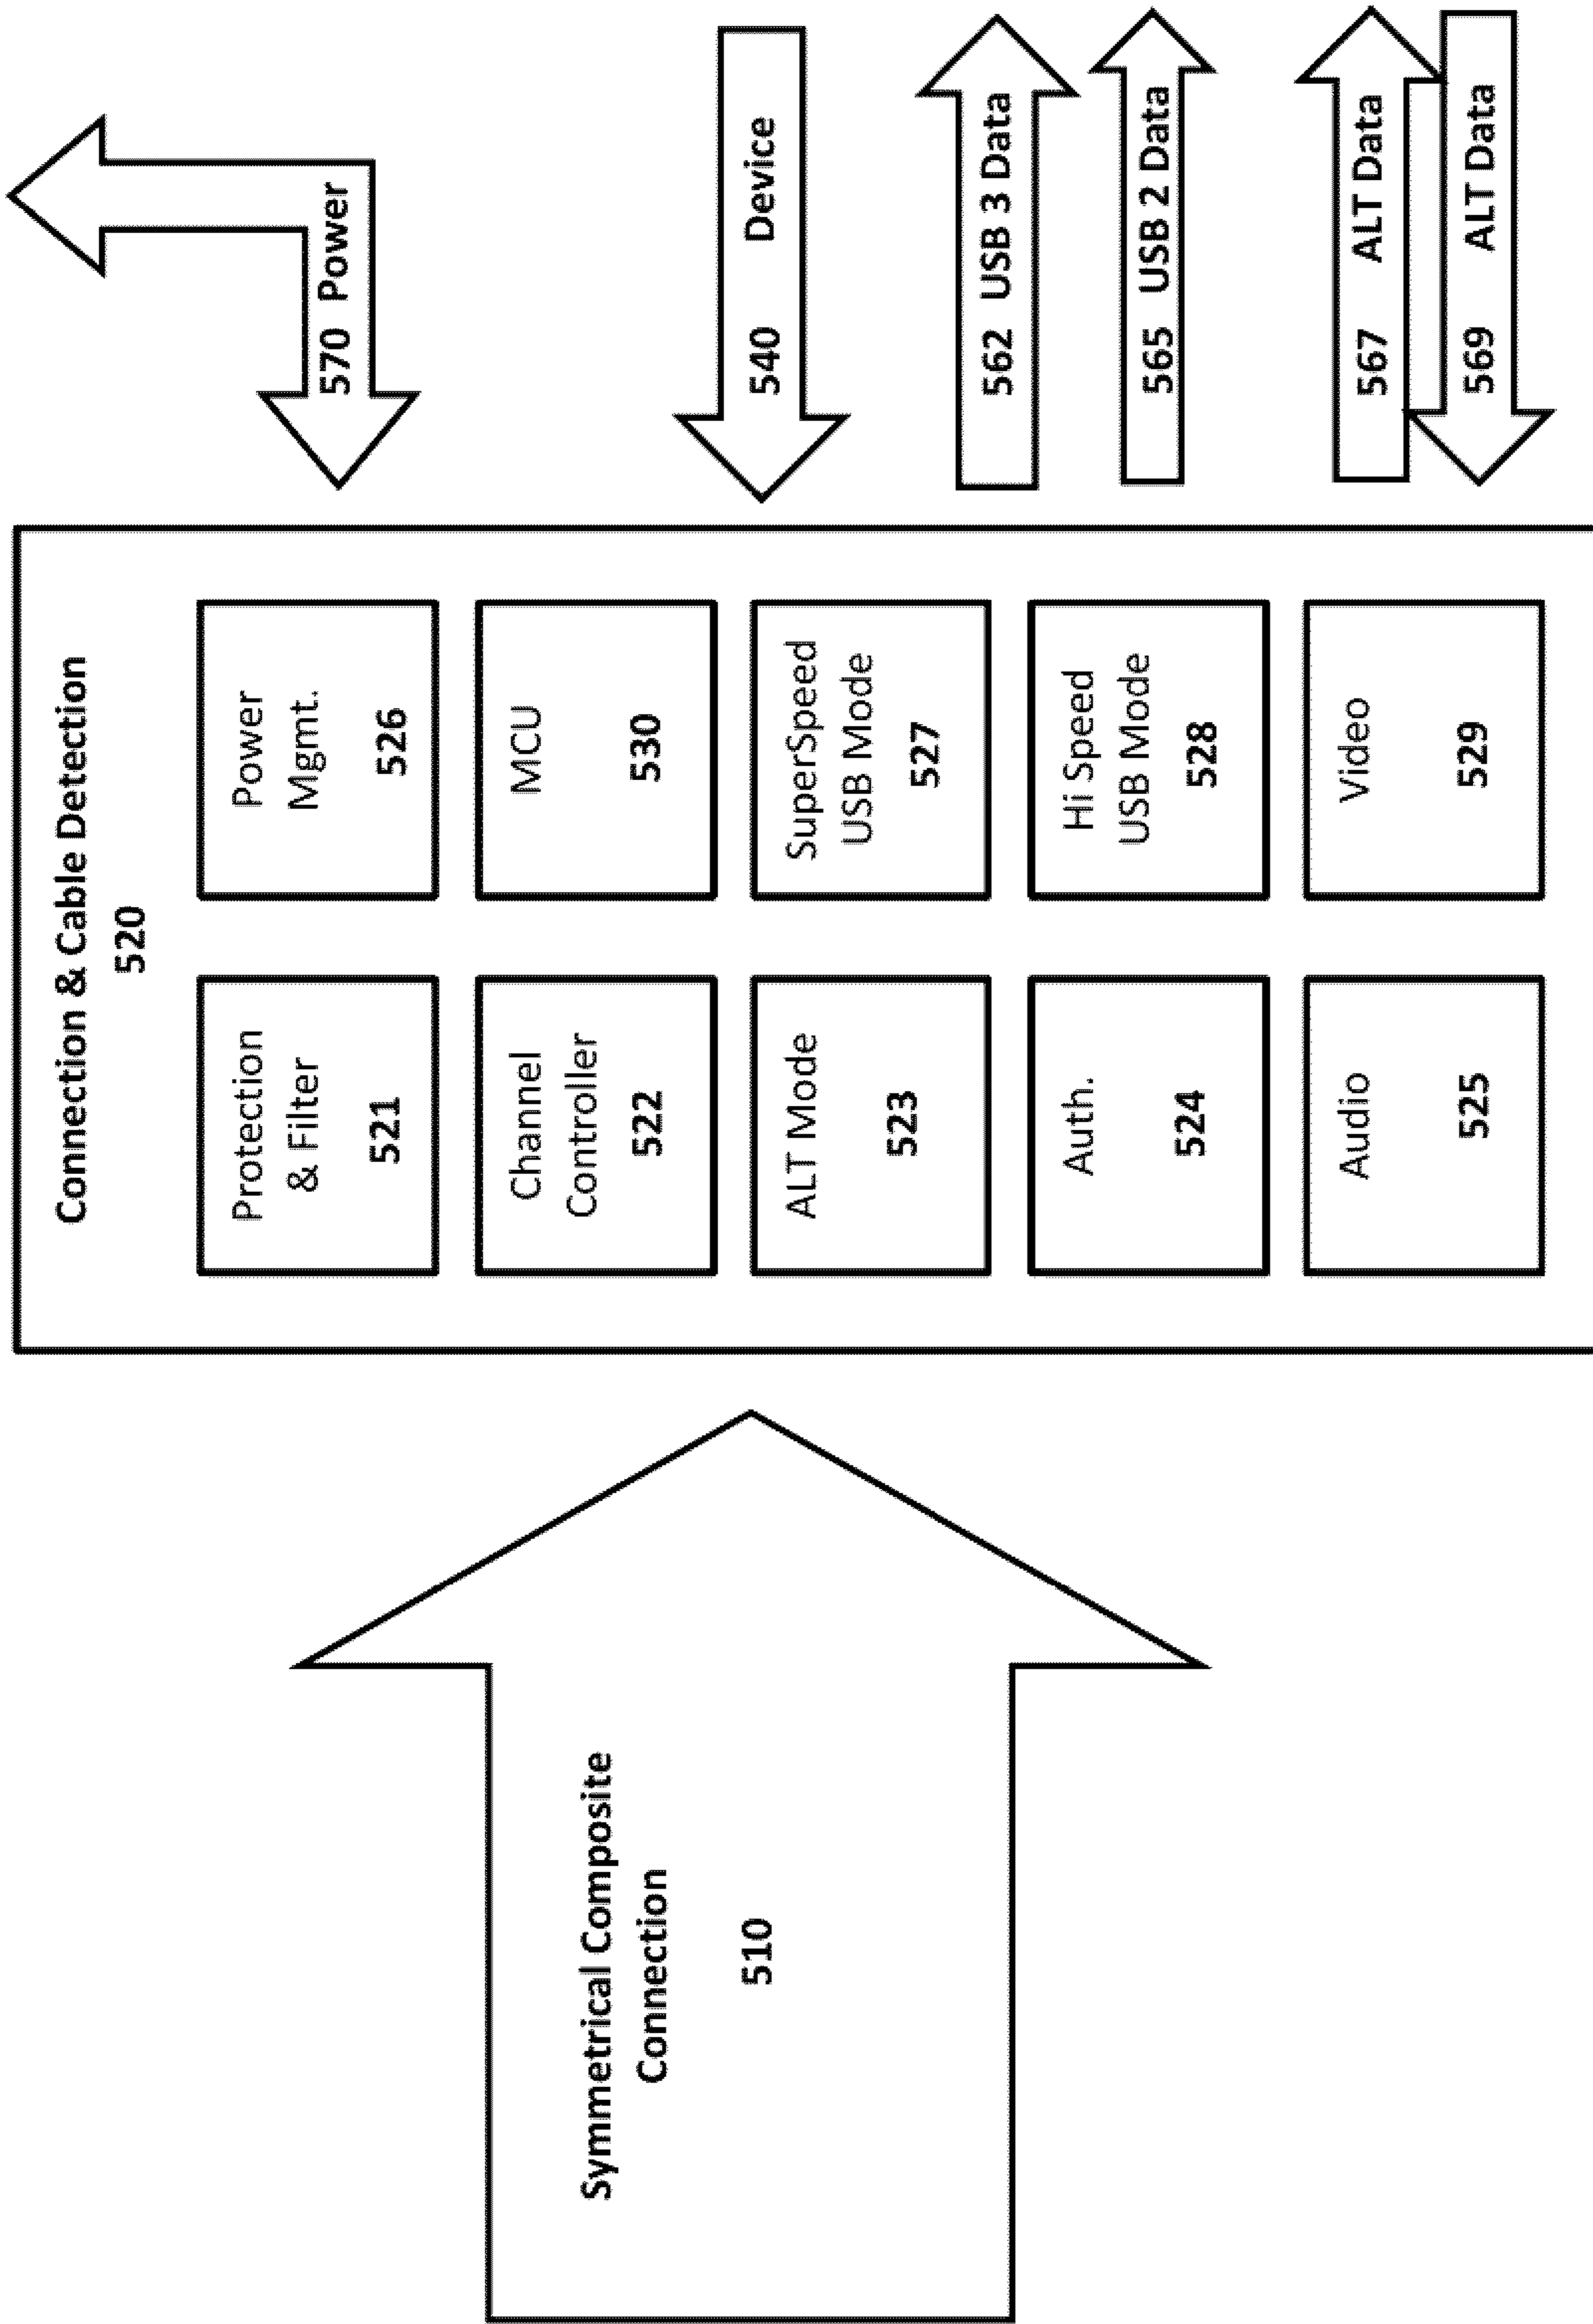 Symmetrical Composite
Connection
510
Connection & Cable Detection
520
Protection
& Filter
521
Power
Mgmt.
526
Channel
Controller
522
MCU
530
ALT Mode
523
SuperSpeed
USB Mode
527
Auth.
524
Hi Speed
USB Mode
528
Audio
525
Video
529
570 Power
540 Device
562 USB 3 Data
565 USB 2 Data
567 ALT Data
569 ALT Data